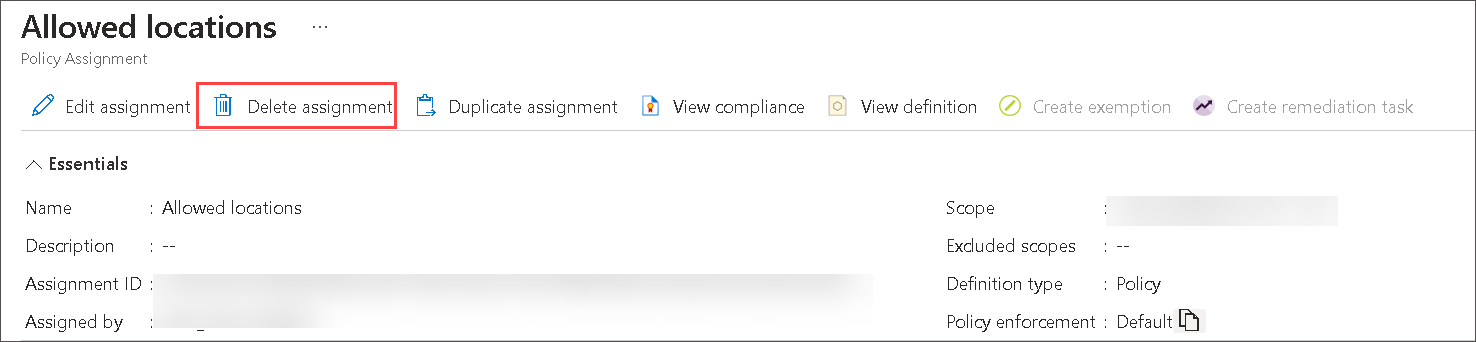 Allowed locations ...
Policy Assignment
Edit assignment Delete assignment Duplicate assignment View compliance View definition Create exemption Create remediation task
Essentials
Name : Allowed locations
Scope :
Description : --
Excluded scopes : --
Assignment ID :
Definition type : Policy
Assigned by :
Policy enforcement : Default